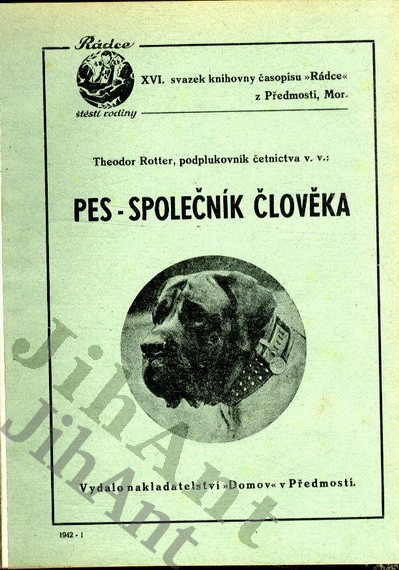 Rádce
štěstí rodiny
XVI. svazek knihovny časopisu »Rádce«
z Předmostí, Mor.
Theodor Rotter, podplukovník četnictva v. v.:
PES - SPOLEČNÍK ČLOVĚKA
Vydalo nakladatelství »Domov« v Předmostí.
1942 - I
JihAnt
JihAnt